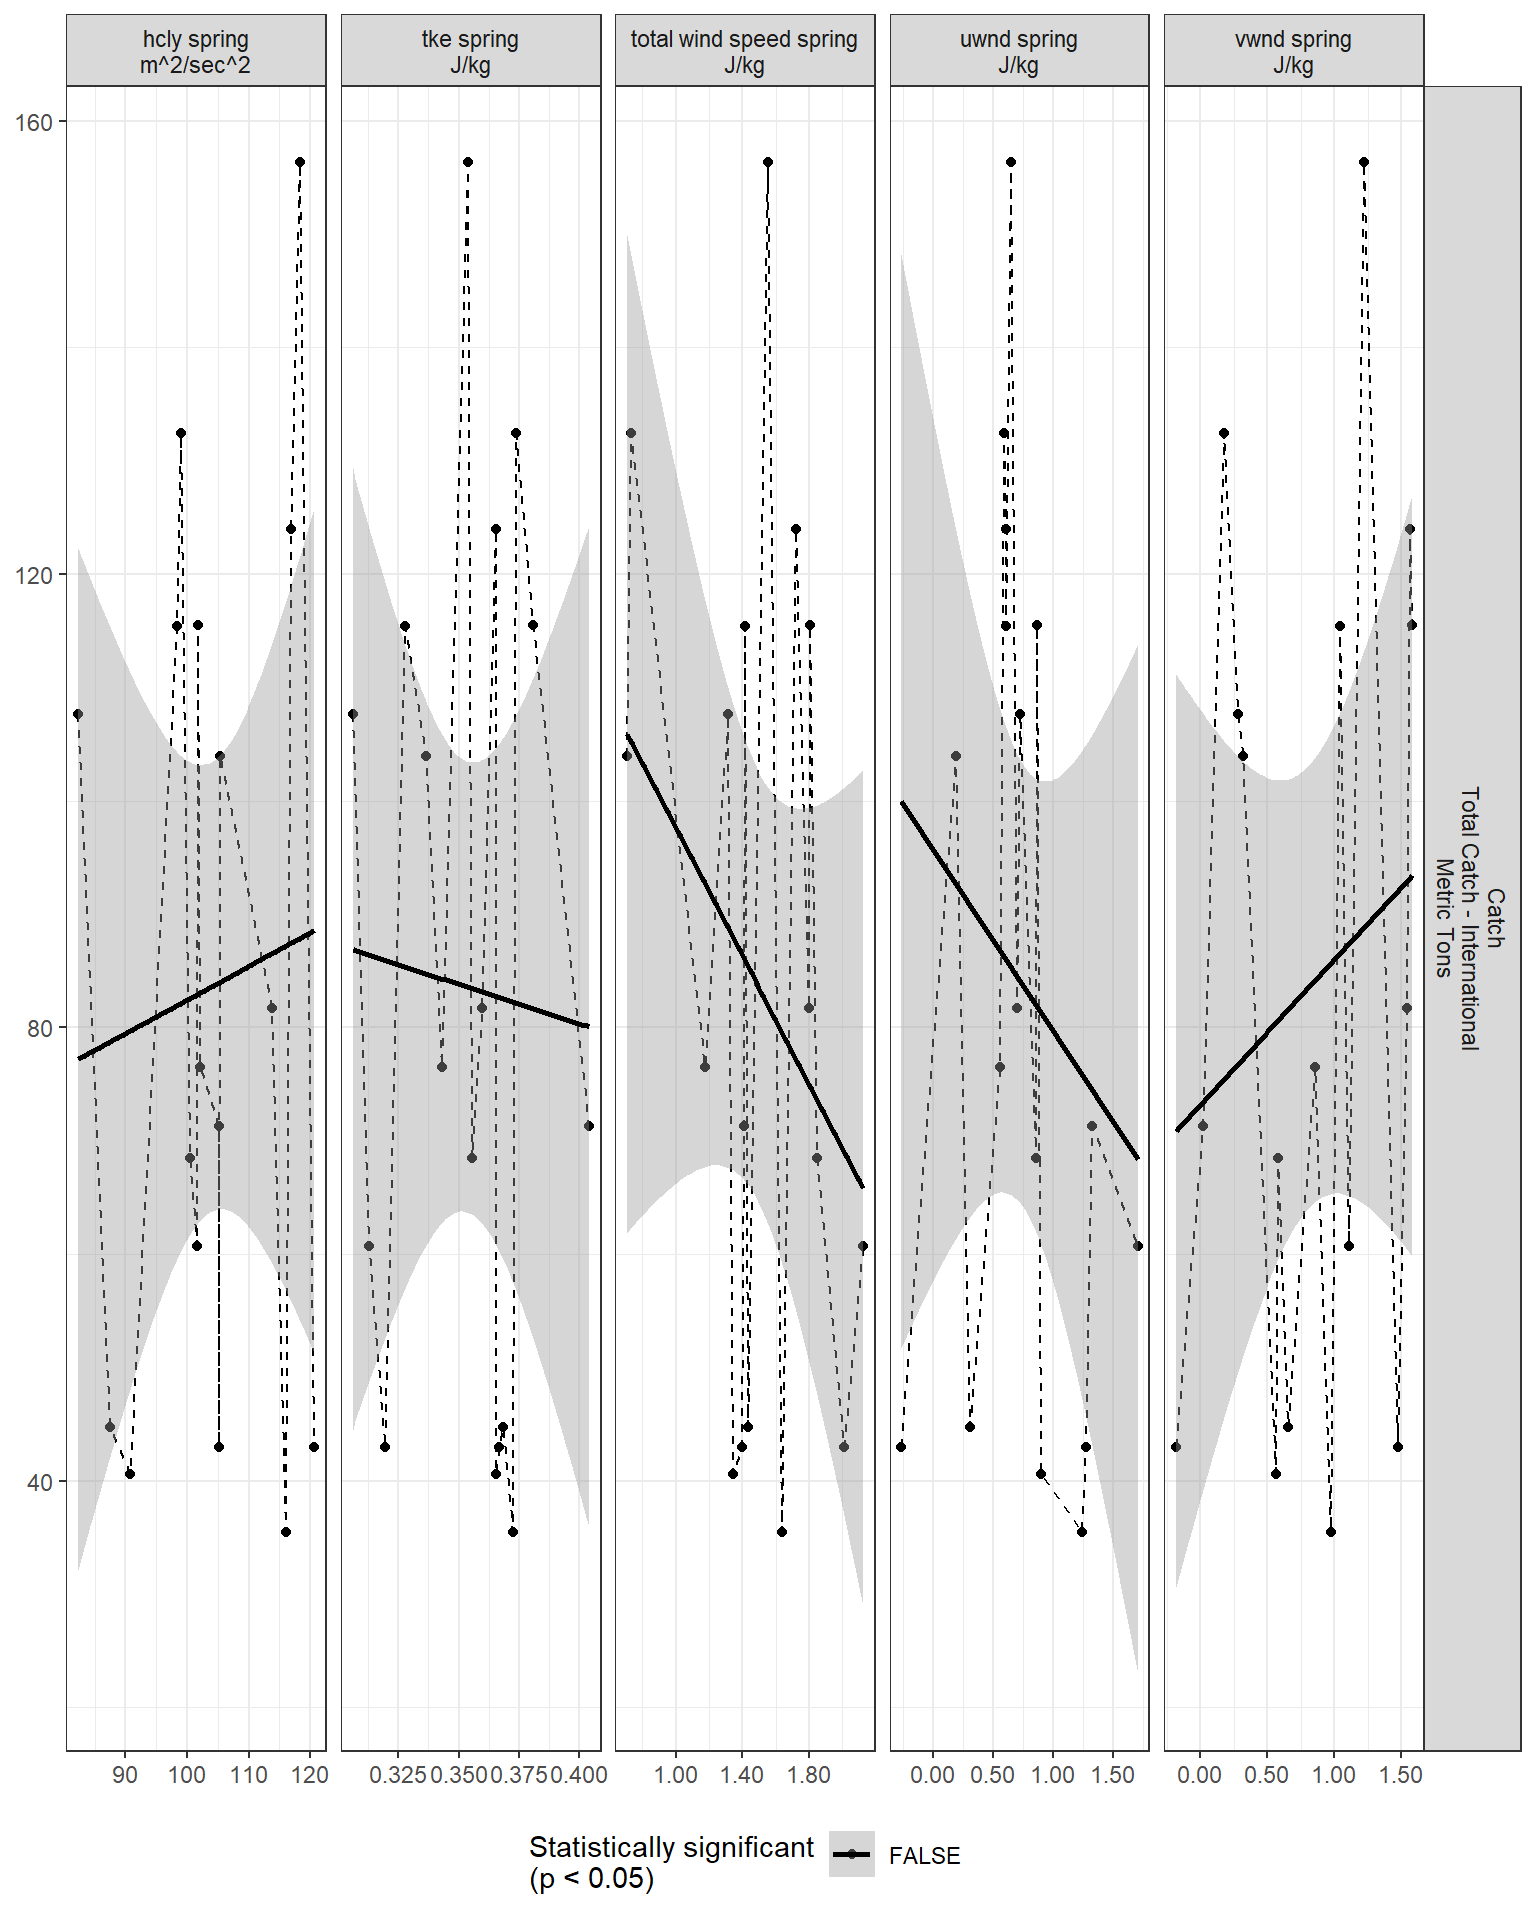 hcly spring
m^2/sec^2
tke spring
J/kg
total wind speed spring
J/kg
uwnd spring
J/kg
vwnd spring
J/kg
160
120
80
40
Catch
Total Catch - International
Metric Tons
90 100 110 120
0.325 0.350 0.375 0.400
1.00 1.40 1.80
0.00 0.50 1.00 1.50
0.00 0.50 1.00 1.50
Statistically significant
(p < 0.05)
FALSE